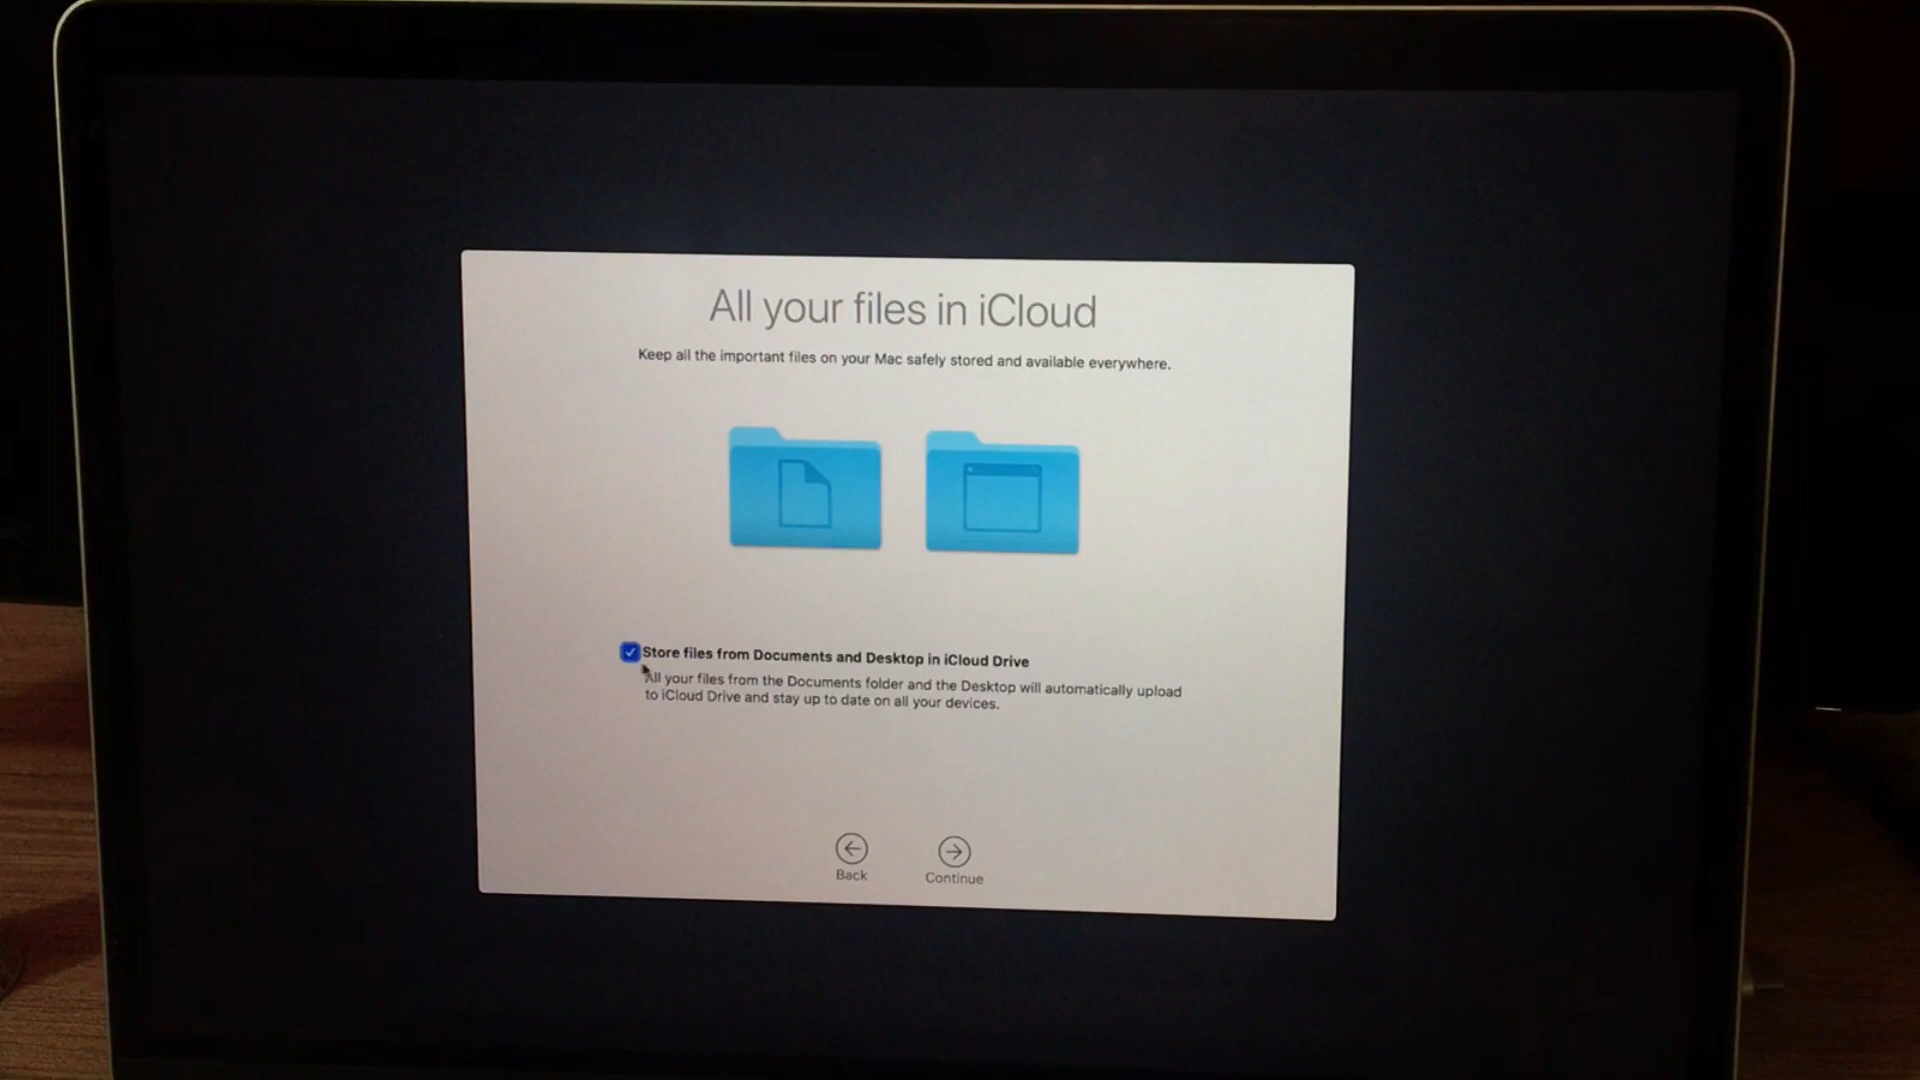 All your files in iCloud
Keep all the important files on your Mac safely stored and available everywhere.
Store files from Documents and Desktop in iCloud Drive
All your files from the Documents folder and the Desktop will automatically upload
to iCloud Drive and stay up to date on all your devices.
Back
Continue